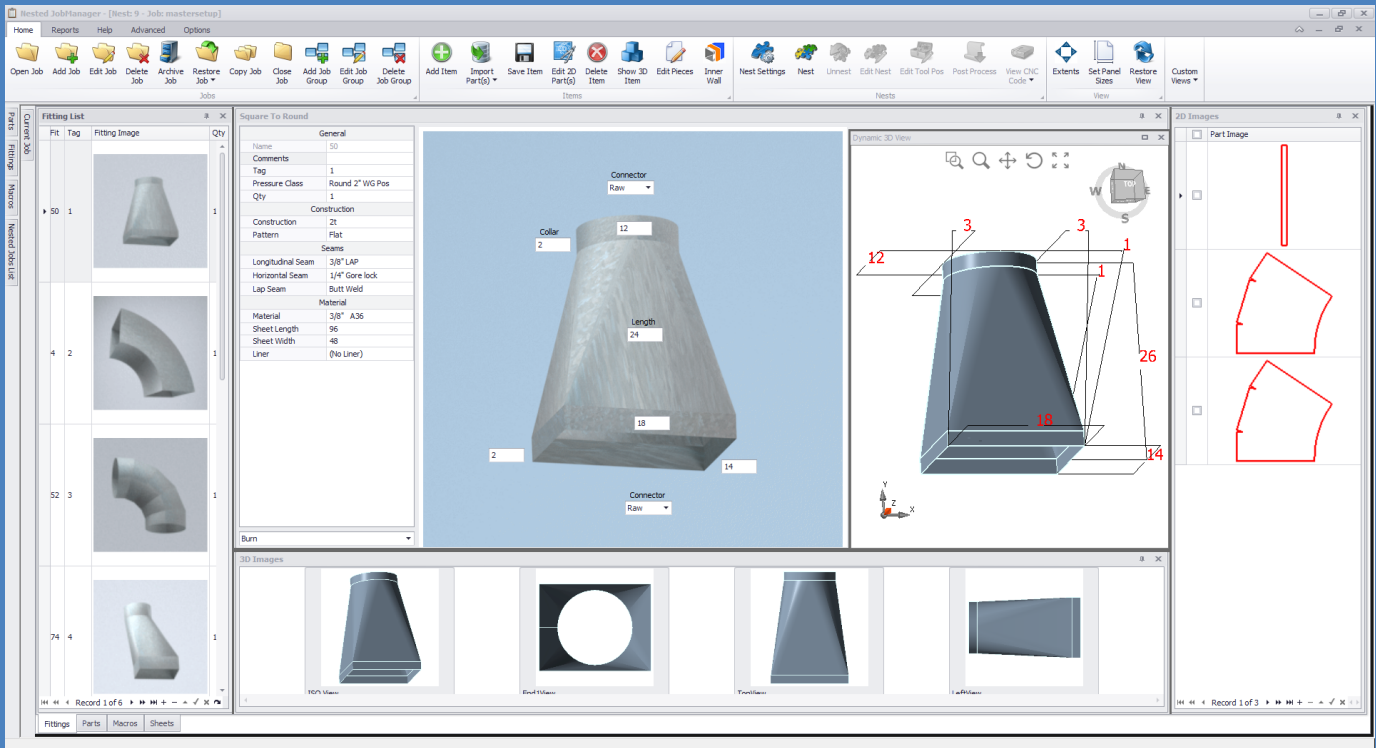 Nested JobManager - [Nest: 9 - Job: mastersetup]
Home Reports Help Advanced Options
Open Job Add Job Edit Job Delete Job Archive Job Restore Job Copy Job Close Job Add Job Group Edit Job Group Delete Job Group
Jobs
Add Item Import Part(s) Save Item Edit 2D Part(s) Delete Item Show 3D Item Edit Pieces Inner Wall
Items
Nest Settings Nest Unnest Edit Nest Edit Tool Pos Post Process View CNC Code
Nests
Extents Set Panel Sizes Restore View
View
Custom Views
Parts
Fittings
Macros
Nested Jobs List
Current Job
Fitting List
Fit Tag Fitting Image Qty
50 1 1
4 2 1
52 3 1
74 4 1
Record 1 of 6
Fittings Parts Macros Sheets
Square To Round
General
Name 50
Comments
Tag 1
Pressure Class Round 2" WG Pos
Qty 1
Construction
Construction 2t
Pattern Flat
Seams
Longitudinal Seam 3/8" LAP
Horizontal Seam 1/4" Gore lock
Lap Seam Butt Weld
Material
Material 3/8" A36
Sheet Length 96
Sheet Width 48
Liner (No Liner)
Burn
Connector
Raw
Collar
2
12
Length
24
18
2
14
Connector
Raw
Dynamic 3D View
N
W TOP E
S
3 3
1
12
1
26
18
14
Y
Z
X
3D Images
ISO View End1View TopView LeftView
2D Images
Part Image
Record 1 of 3